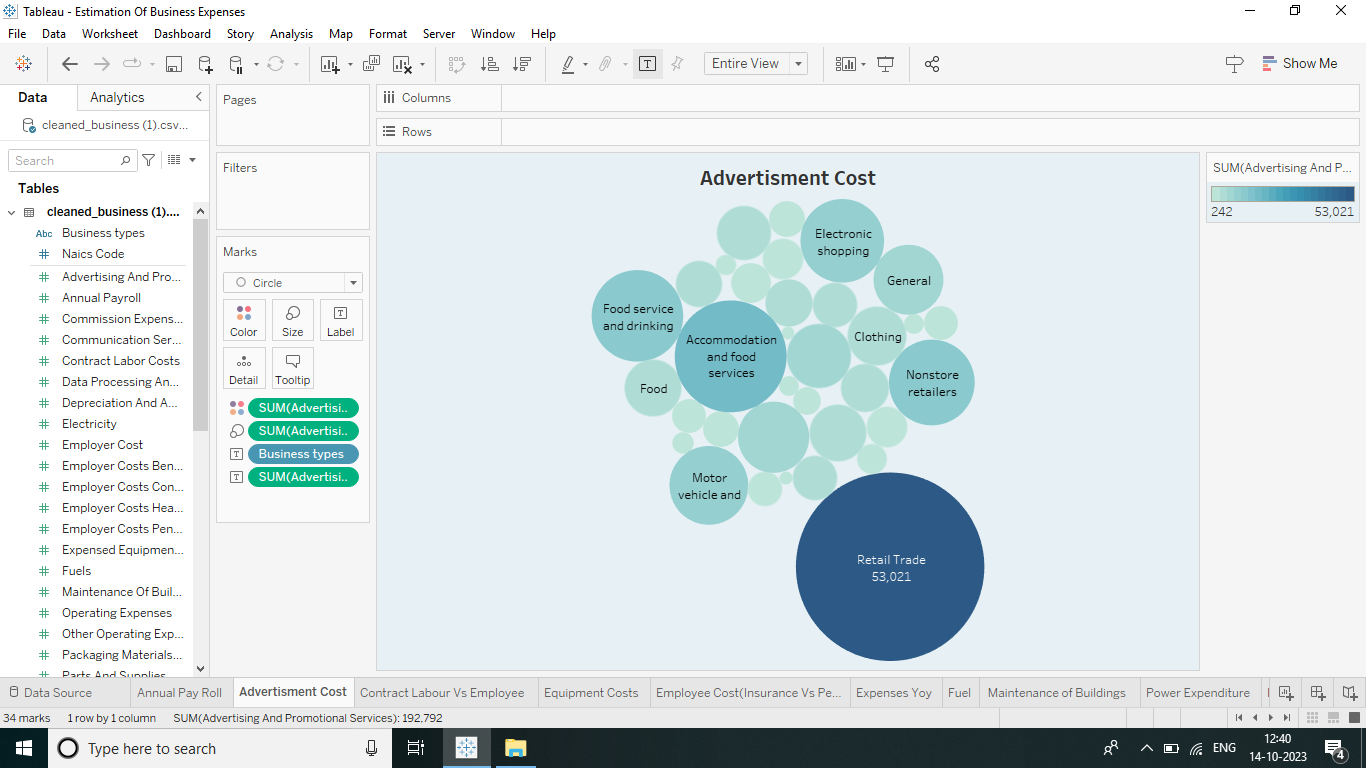 Tableau - Estimation Of Business Expenses
File Data Worksheet Dashboard Story Analysis Map Format Server Window Help
Entire View
Show Me
Data Analytics
cleaned_business (1).csv...
Search
Tables
cleaned_business (1)....
Abc Business types
# Naics Code
# Advertising And Pro...
# Annual Payroll
# Commission Expens...
# Communication Ser...
# Contract Labor Costs
# Data Processing An...
# Depreciation And A...
# Electricity
# Employer Cost
# Employer Costs Ben...
# Employer Costs Con...
# Employer Costs Hea...
# Employer Costs Pen...
# Expensed Equipmen...
# Fuels
# Maintenance Of Buil...
# Operating Expenses
# Other Operating Exp...
# Packaging Materials...
# Parts And Supplies
Pages
Filters
Marks
Circle
Color Size T Label
Detail Tooltip
SUM(Advertisi..
SUM(Advertisi..
T Business types
T SUM(Advertisi..
Columns
Rows
Advertisment Cost
Electronic
shopping
General
Food service
and drinking
Accommodation
and food
services
Clothing
Nonstore
retailers
Food
Motor
vehicle and
Retail Trade
53,021
SUM(Advertising And P...
242 53,021
Data Source Annual Pay Roll Advertisment Cost Contract Labour Vs Employee Equipment Costs Employee Cost(Insurance Vs Pe... Expenses Yoy Fuel Maintenance of Buildings Power Expenditure
34 marks 1 row by 1 column SUM(Advertising And Promotional Services): 192,792
Type here to search
ENG
12:40
14-10-2023
4